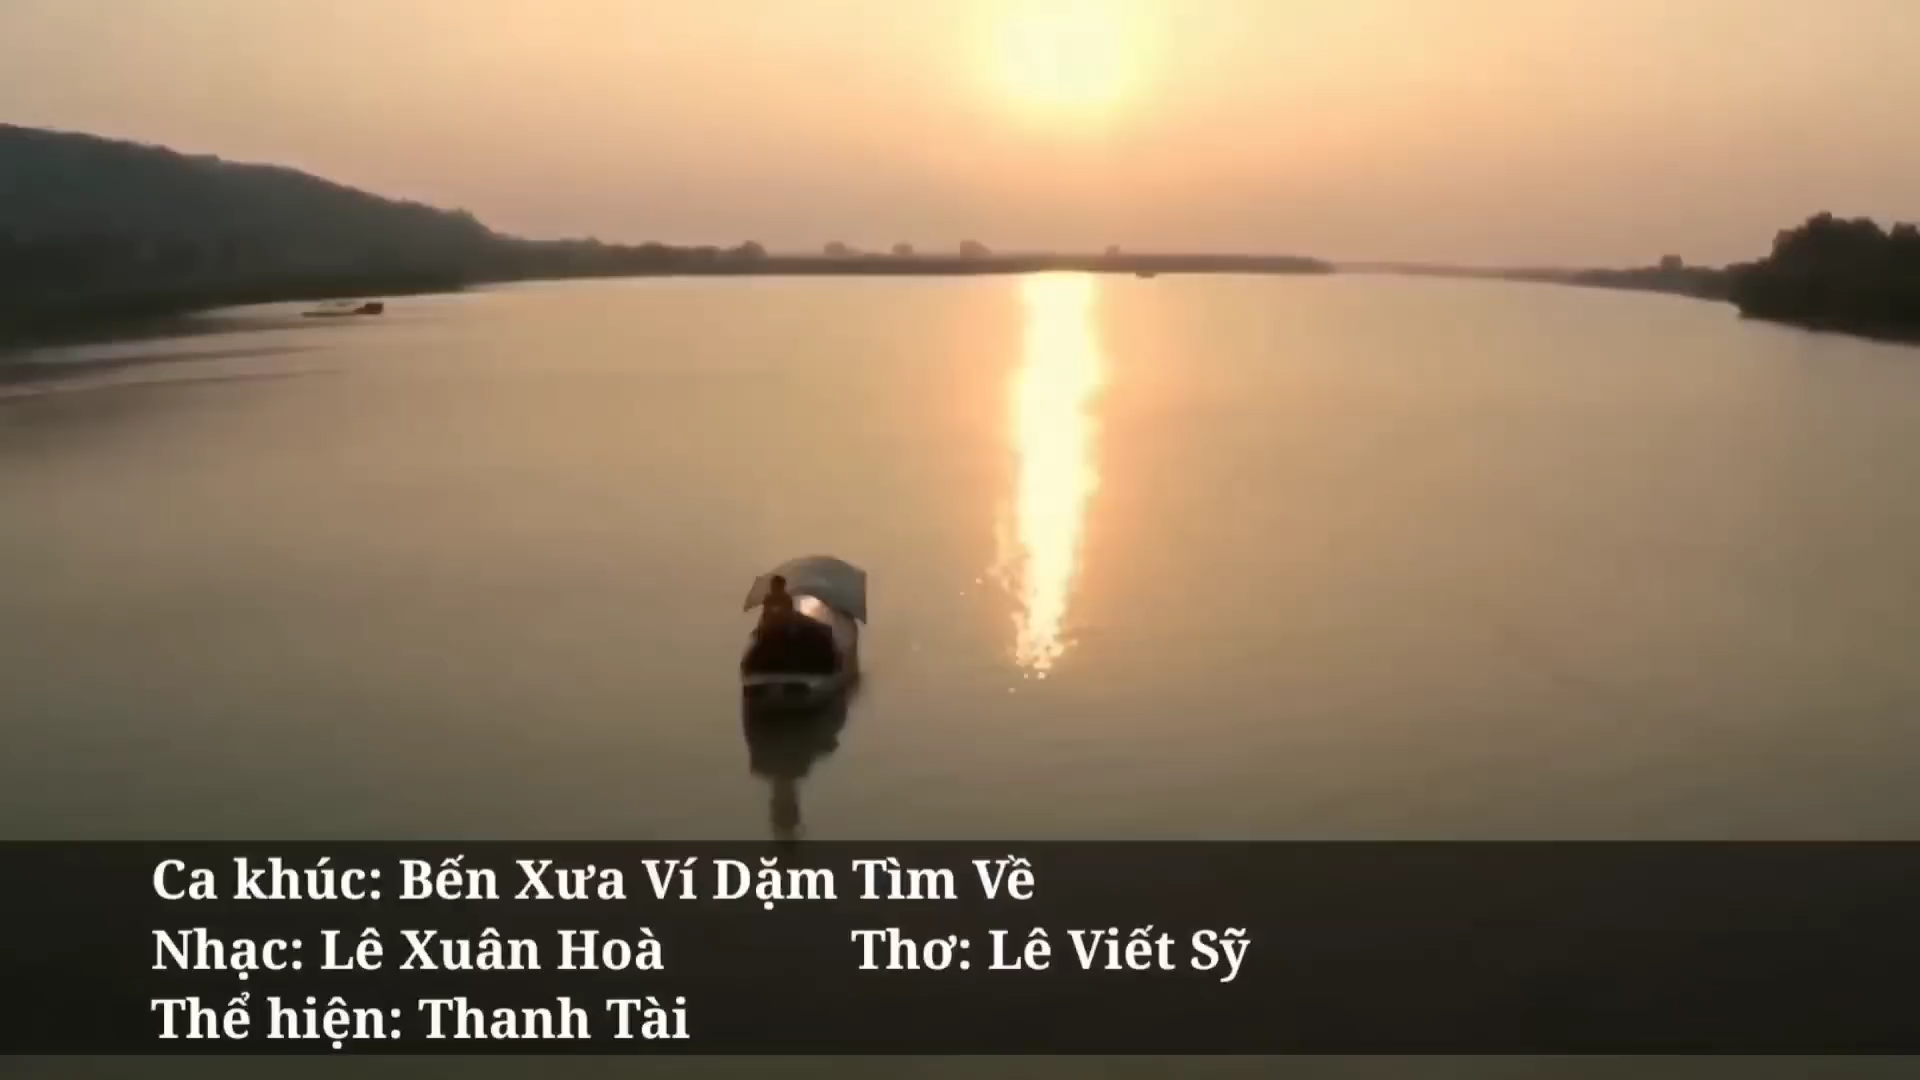 Ca khúc: Bến Xưa Ví Dặm Tìm Về
Nhạc: Lê Xuân Hoà Thơ: Lê Viết Sỹ
Thể hiện: Thanh Tài